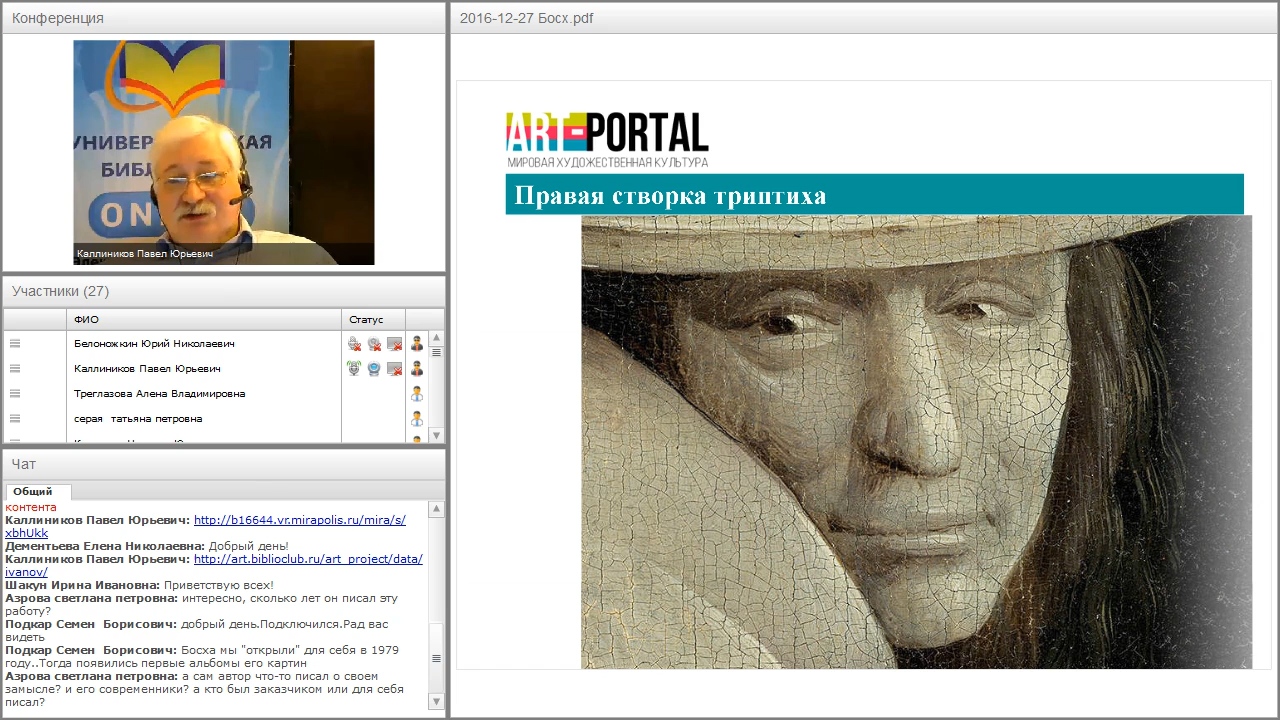 Конференция
УНИВЕР
КАЯ
БИБЛ
ON
Каллиников Павел Юрьевич
Участники (27)
ФИО
Статус
Белоножкин Юрий Николаевич
Каллиников Павел Юрьевич
Треглазова Алена Владимировна
серая татьяна петровна
Чат
Общий
контента
Каллиников Павел Юрьевич: http://b16644.vr.mirapolis.ru/mira/s/
xbhUkk
Дементьева Елена Николаевна: Добрый день!
Каллиников Павел Юрьевич: http://art.biblioclub.ru/art_project/data/
ivanov/
Шакун Ирина Ивановна: Приветствую всех!
Азрова светлана петровна: интересно, сколько лет он писал эту
работу?
Подкар Семен Борисович: добрый день.Подключился.Рад вас
видеть
Подкар Семен Борисович: Босха мы "открыли" для себя в 1979
году..Тогда появились первые альбомы его картин
Азрова светлана петровна: а сам автор что-то писал о своем
замысле? и его современники? а кто был заказчиком или для себя
писал?
2016-12-27 Босх.pdf
ART-PORTAL
МИРОВАЯ ХУДОЖЕСТВЕННАЯ КУЛЬТУРА
Правая створка триптиха